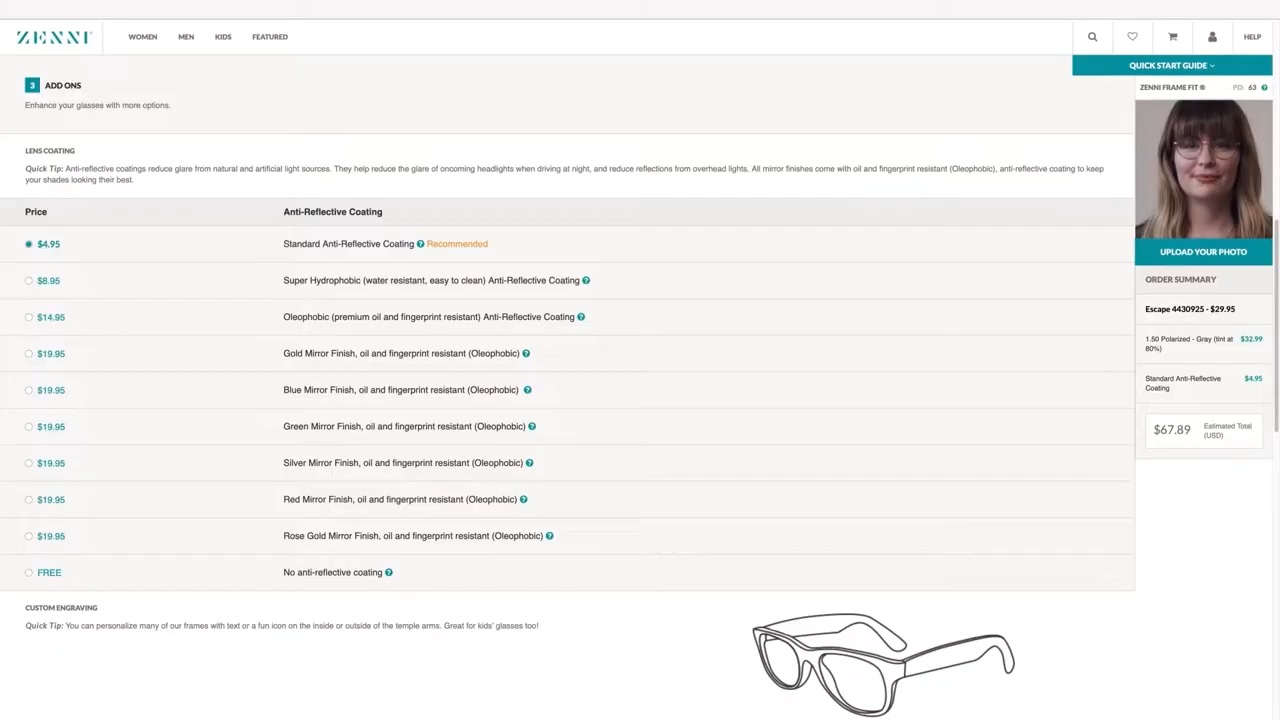 ZENNI
WOMEN
MEN
KIDS
FEATURED
HELP
QUICK START GUIDE
3 ADD ONS
Enhance your glasses with more options.
ZENNI FRAME FIT ® PD: 63
LENS COATING
Quick Tip: Anti-reflective coatings reduce glare from natural and artificial light sources. They help reduce the glare of oncoming headlights when driving at night, and reduce reflections from overhead lights. All mirror finishes come with oil and fingerprint resistant (Oleophobic), anti-reflective coating to keep
your shades looking their best.
Price Anti-Reflective Coating
$4.95 Standard Anti-Reflective Coating ? Recommended
$8.95 Super Hydrophobic (water resistant, easy to clean) Anti-Reflective Coating ?
$14.95 Oleophobic (premium oil and fingerprint resistant) Anti-Reflective Coating ?
$19.95 Gold Mirror Finish, oil and fingerprint resistant (Oleophobic) ?
$19.95 Blue Mirror Finish, oil and fingerprint resistant (Oleophobic) ?
$19.95 Green Mirror Finish, oil and fingerprint resistant (Oleophobic) ?
$19.95 Silver Mirror Finish, oil and fingerprint resistant (Oleophobic) ?
$19.95 Red Mirror Finish, oil and fingerprint resistant (Oleophobic) ?
$19.95 Rose Gold Mirror Finish, oil and fingerprint resistant (Oleophobic) ?
FREE No anti-reflective coating ?
UPLOAD YOUR PHOTO
ORDER SUMMARY
Escape 4430925 - $29.95
1.50 Polarized - Gray (tint at $32.99
80%)
Standard Anti-Reflective $4.95
Coating
$67.89 Estimated Total
(USD)
CUSTOM ENGRAVING
Quick Tip: You can personalize many of our frames with text or a fun icon on the inside or outside of the temple arms. Great for kids' glasses too!